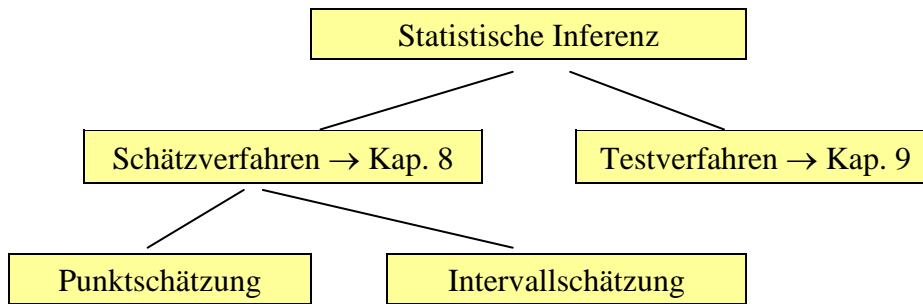 Statistische Inferenz
Schätzverfahren → Kap. 8
Testverfahren → Kap. 9
Punktschätzung
Intervallschätzung